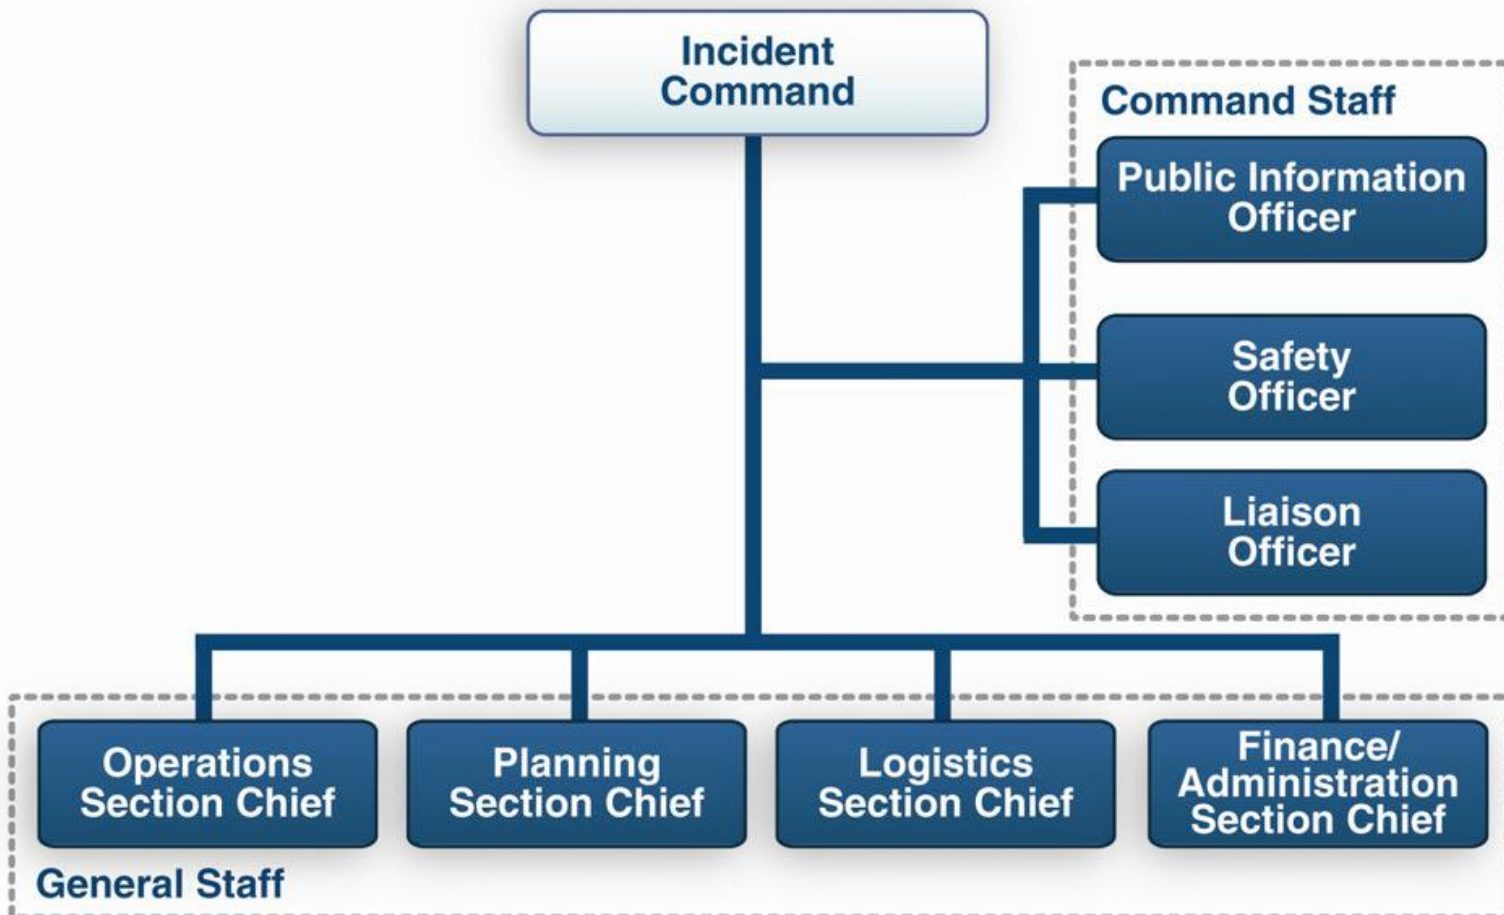 Incident
Command
Command Staff
Public Information
Officer
Safety
Officer
Liaison
Officer
Operations
Section Chief
Planning
Section Chief
Logistics
Section Chief
Finance/
Administration
Section Chief
General Staff